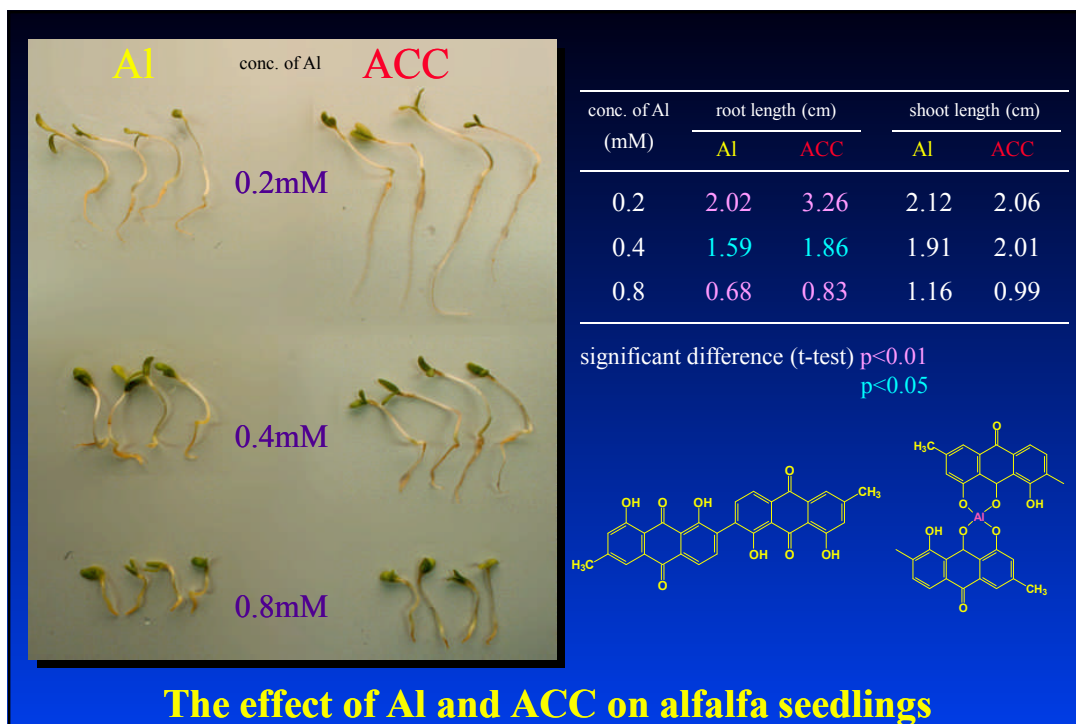 Al conc. of Al ACC
0.2mM
0.4mM
0.8mM
conc. of Al root length (cm) shoot length (cm)
(mM) Al ACC Al ACC
0.2 2.02 3.26 2.12 2.06
0.4 1.59 1.86 1.91 2.01
0.8 0.68 0.83 1.16 0.99
significant difference (t-test) p<0.01
p<0.05
OH O OH O CH3
H3C O OH O OH
O
H3C
O O OH
Al
OH O O
CH3
O
The effect of Al and ACC on alfalfa seedlings